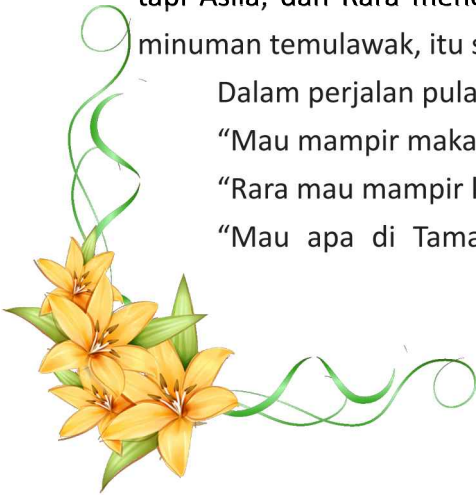 tapi Asila, dan Rara
minuman temulawak, itu
Dalam perjalan
“Mau mampir
“Rara mau mampir
“Mau apa di